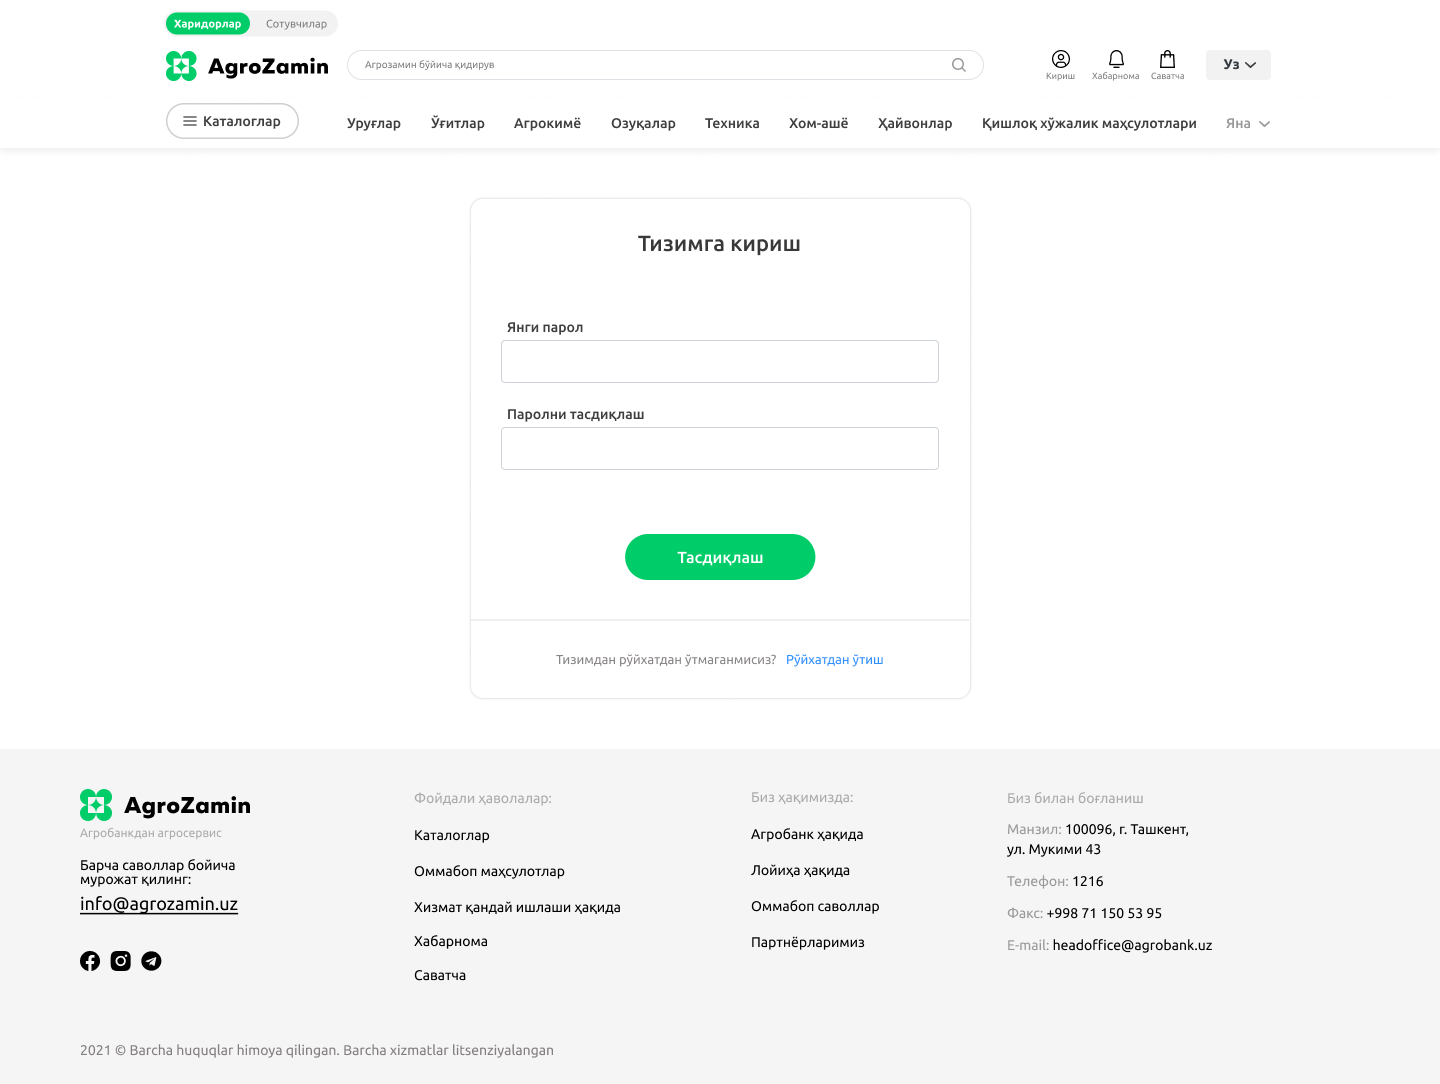 Харидорлар Сотувчилар
AgroZamin
Агрозамин бўйича қидирув
Кириш Хабарнома Саватча
Уз
Каталоглар
Уруғлар Ўғитлар Агрокимё Озуқалар Техника Хом-ашё Ҳайвонлар Қишлоқ хўжалик маҳсулотлари Яна
Тизимга кириш
Янги парол
Паролни тасдиқлаш
Тасдиқлаш
Тизимдан рўйхатдан ўтмаганмисиз? Рўйхатдан ўтиш
AgroZamin
Агробанкдан агросервис
Барча саволлар бойича
мурожат қилинг:
info@agrozamin.uz
Фойдали ҳаволалар:
Каталоглар
Оммабоп маҳсулотлар
Хизмат қандай ишлаши ҳақида
Хабарнома
Саватча
Биз ҳақимизда:
Агробанк ҳақида
Лойиҳа ҳақида
Оммабоп саволлар
Партнёрларимиз
Биз билан боғланиш
Манзил: 100096, г. Ташкент,
ул. Мукими 43
Телефон: 1216
Факс: +998 71 150 53 95
E-mail: headoffice@agrobank.uz
2021 © Barcha huquqlar himoya qilingan. Barcha xizmatlar litsenziyalangan